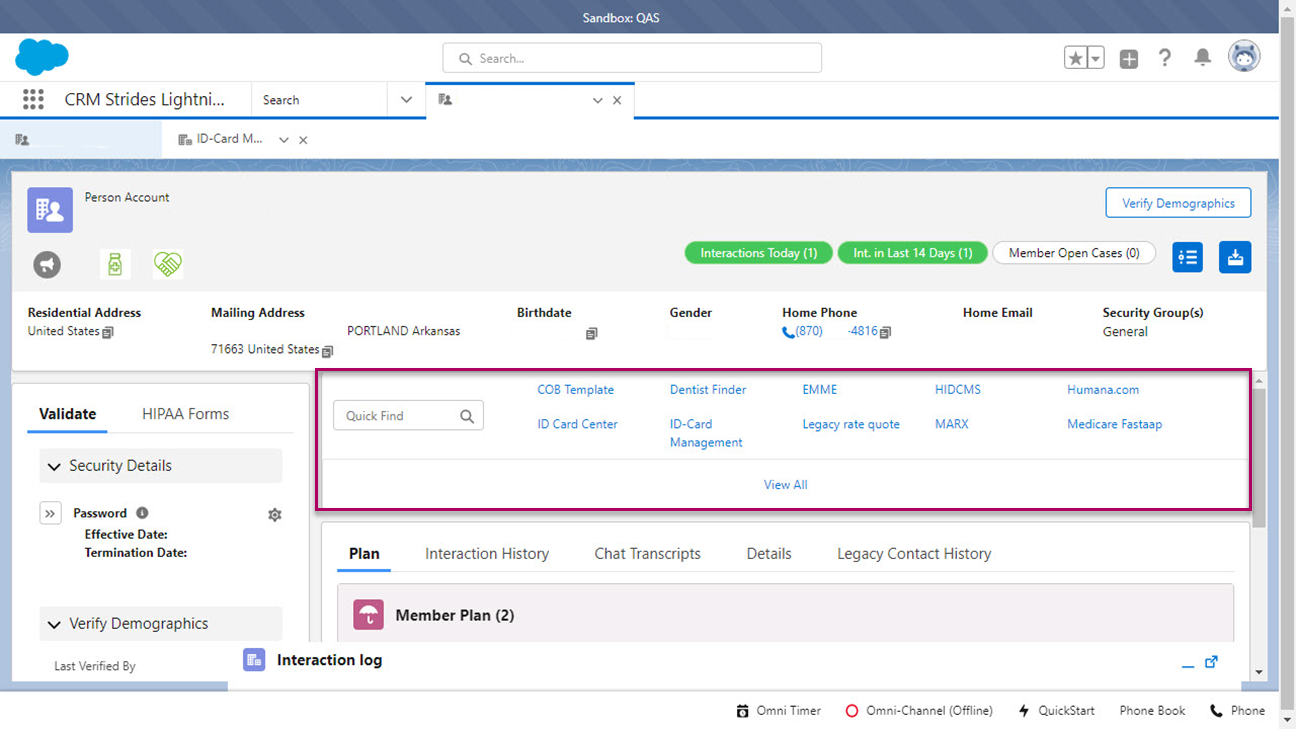 Sandbox: QAS
Search...
CRM Strides Lightni...
Search
ID-Card M...
Person Account
Verify Demographics
Interactions Today (1)
Int. in Last 14 Days (1)
Member Open Cases (0)
Residential Address
United States
Mailing Address
PORTLAND Arkansas
71663 United States
Birthdate
Gender
Home Phone
(870) -4816
Home Email
Security Group(s)
General
Validate
HIPAA Forms
Security Details
Password
Effective Date:
Termination Date:
Verify Demographics
Last Verified By
Quick Find
COB Template
Dentist Finder
EMME
HIDCMS
Humana.com
ID Card Center
ID-Card
Management
Legacy rate quote
MARX
Medicare Fastaap
View All
Plan
Interaction History
Chat Transcripts
Details
Legacy Contact History
Member Plan (2)
Interaction log
Omni Timer
Omni-Channel (Offline)
QuickStart
Phone Book
Phone